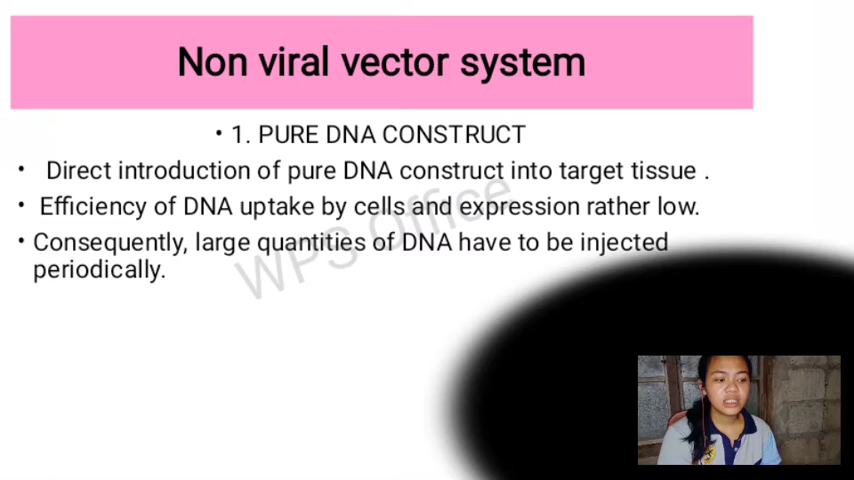 Non viral vector system
• 1. PURE DNA CONSTRUCT
• Direct introduction of pure DNA construct into target tissue .
• Efficiency of DNA uptake by cells and expression rather low.
• Consequently, large quantities of DNA have to be injected
periodically.
WPS Office